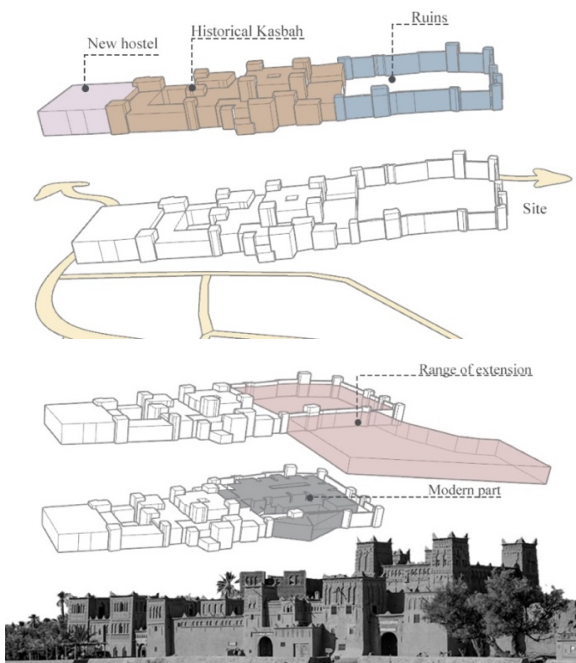 Ruins
Historical Kasbah
New hostel
Site
Range of extension
Modern part